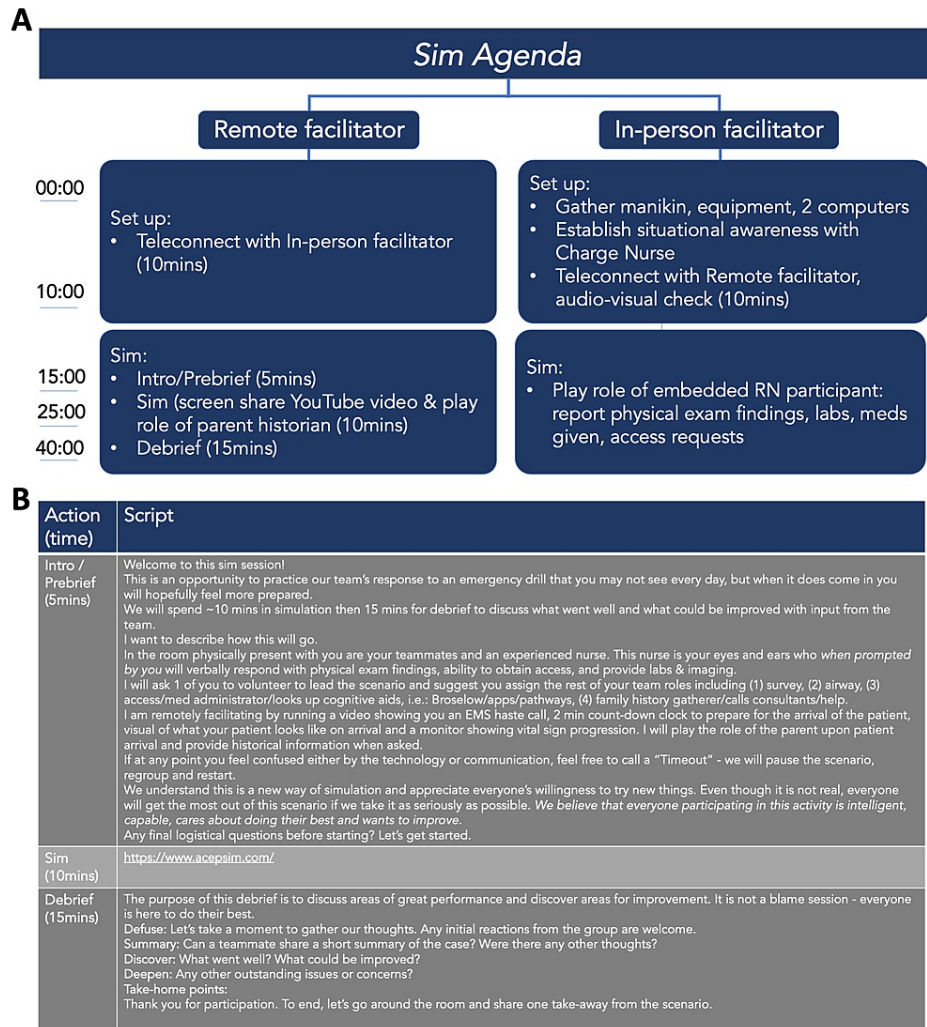 A
Sim Agenda
Remote facilitator
In-person facilitator
00:00
10:00
Set up:
• Teleconnect with In-person facilitator
(10mins)
Set up:
• Gather manikin, equipment, 2 computers
• Establish situational awareness with
Charge Nurse
• Teleconnect with Remote facilitator,
audio-visual check (10mins)
15:00
25:00
40:00
Sim:
• Intro/Prebrief (5mins)
• Sim (screen share YouTube video & play
role of parent historian (10mins)
• Debrief (15mins)
Sim:
• Play role of embedded RN participant:
report physical exam findings, labs, meds
given, access requests
B
Action
(time)
Script
Intro /
Prebrief
(5mins)
Welcome to this sim session!
This is an opportunity to practice our team's response to an emergency drill that you may not see every day, but when it does come in you
will hopefully feel more prepared.
We will spend ~10 mins in simulation then 15 mins for debrief to discuss what went well and what could be improved with input from the
team.
I want to describe how this will go.
In the room physically present with you are your teammates and an experienced nurse. This nurse is your eyes and ears who when prompted
by you will verbally respond with physical exam findings, ability to obtain access, and provide labs & imaging.
I will ask 1 of you to volunteer to lead the scenario and suggest you assign the rest of your team roles including (1) survey, (2) airway, (3)
access/med administrator/looks up cognitive aids, i.e.: Broselow/apps/pathways, (4) family history gatherer/calls consultants/help.
I am remotely facilitating by running a video showing you an EMS haste call, 2 min count-down clock to prepare for the arrival of the patient,
visual of what your patient looks like on arrival and a monitor showing vital sign progression. I will play the role of the parent upon patient
arrival and provide historical information when asked.
If at any point you feel confused either by the technology or communication, feel free to call a "Timeout" - we will pause the scenario,
regroup and restart.
We understand this is a new way of simulation and appreciate everyone's willingness to try new things. Even though it is not real, everyone
will get the most out of this scenario if we take it as seriously as possible. We believe that everyone participating in this activity is intelligent,
capable, cares about doing their best and wants to improve.
Any final logistical questions before starting? Let's get started.
Sim
(10mins)
https://www.acepsim.com/
Debrief
(15mins)
The purpose of this debrief is to discuss areas of great performance and discover areas for improvement. It is not a blame session - everyone
is here to do their best.
Defuse: Let's take a moment to gather our thoughts. Any initial reactions from the group are welcome.
Summary: Can a teammate share a short summary of the case? Were there any other thoughts?
Discover: What went well? What could be improved?
Deepen: Any other outstanding issues or concerns?
Take-home points:
Thank you for participation. To end, let's go around the room and share one take-away from the scenario.